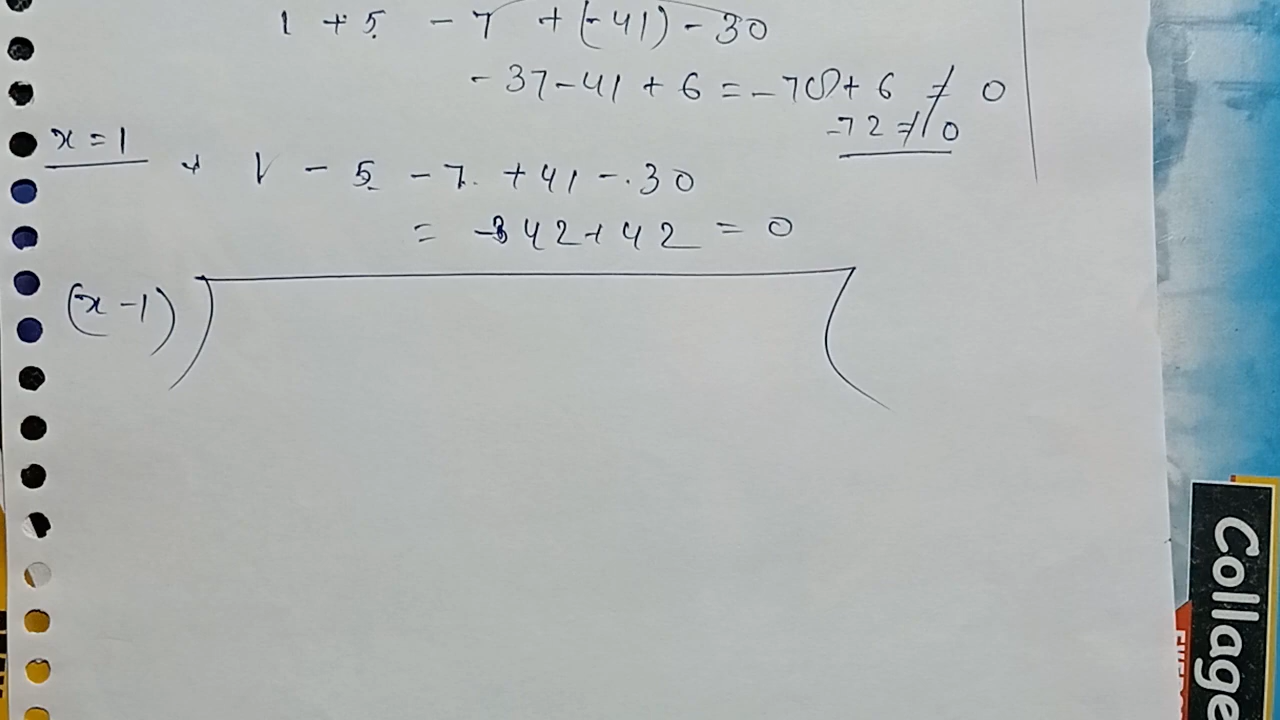 1 + 5 - 7 + (-41) - 30
-37-41 + 6 = -78 + 6 ≠ 0
-72 ≠ 0
x = 1
+ 1 - 5 - 7 + 41 - 30
= -42 + 42 = 0
(x-1)
Collage